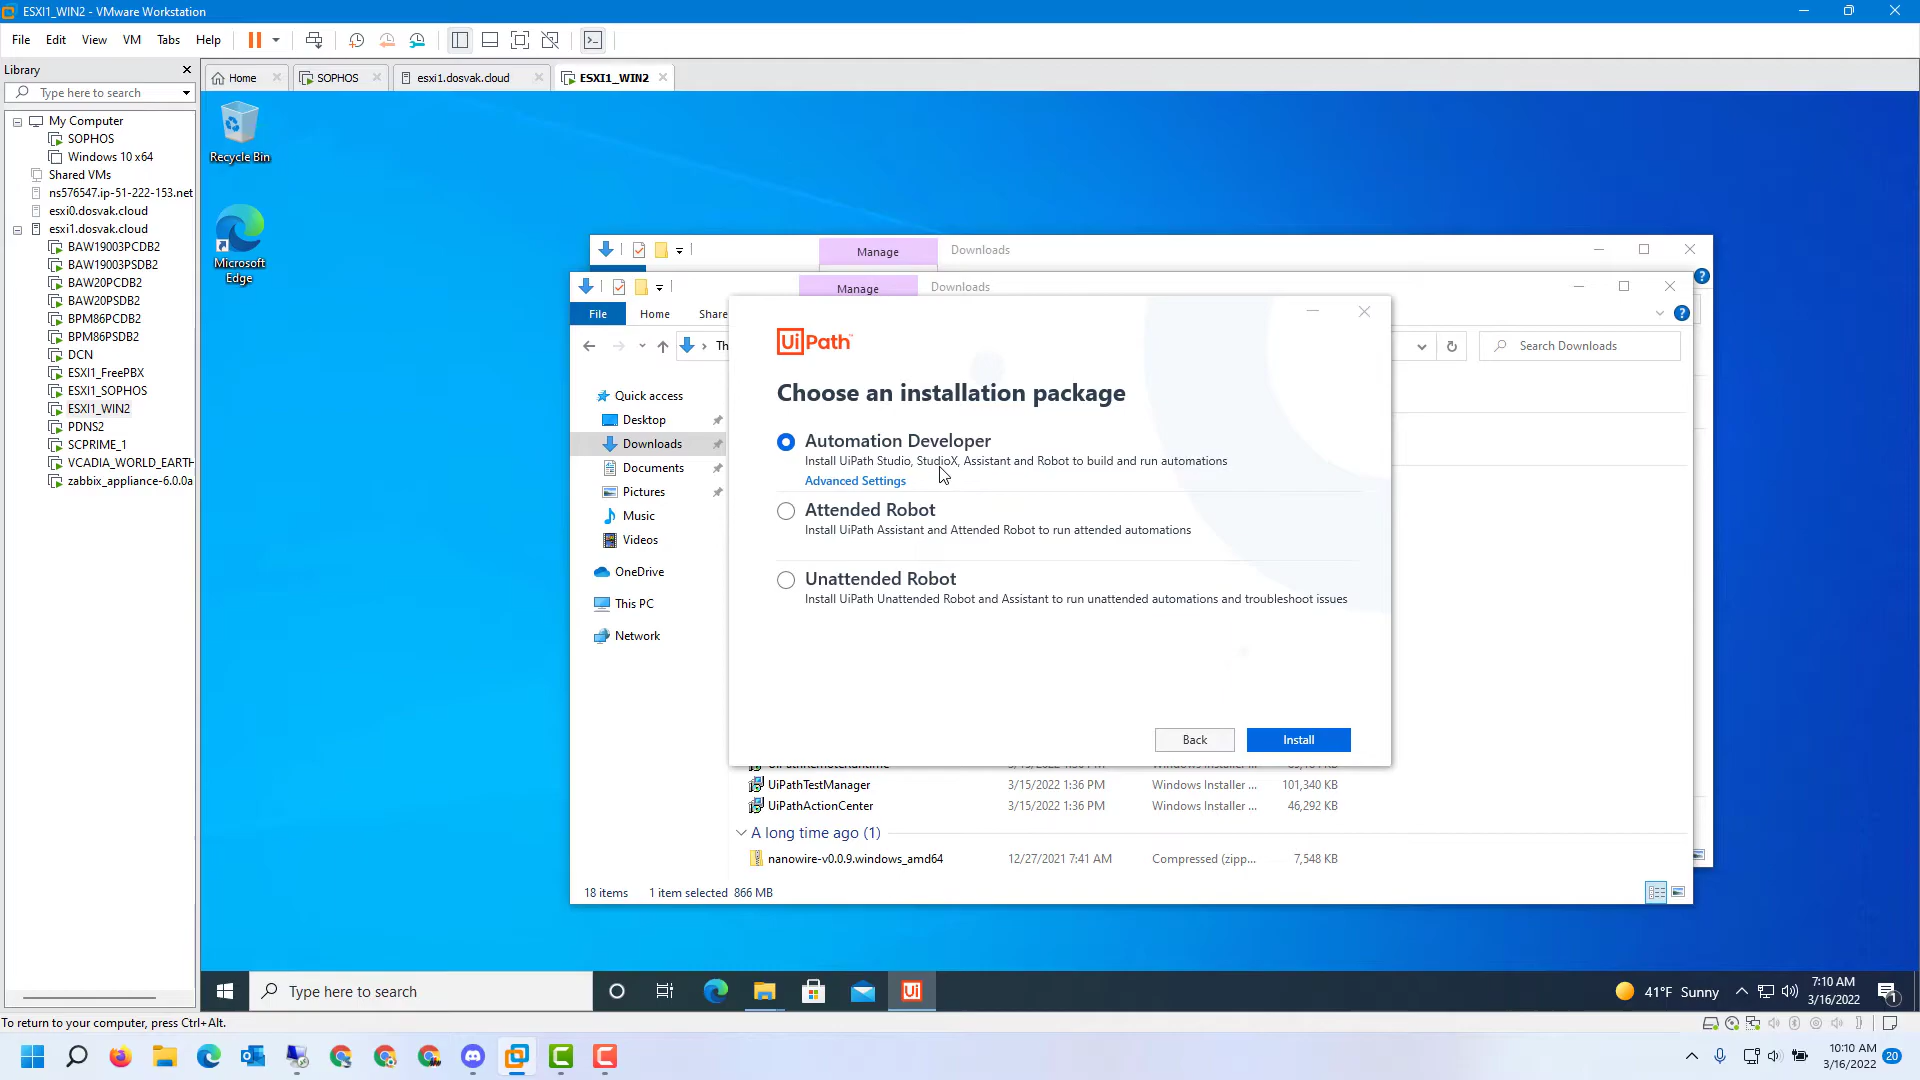 ESXI1_WIN2 - VMware Workstation
File Edit View VM Tabs Help
Library
Type here to search
Home
SOPHOS
esxi1.dosvak.cloud
ESXI1_WIN2
My Computer
SOPHOS
Windows 10 x64
Shared VMs
ns576547.ip-51-222-153.net
esxi0.dosvak.cloud
esxi1.dosvak.cloud
BAW19003PCDB2
BAW19003PSDB2
BAW20PCDB2
BAW20PSDB2
BPM86PCDB2
BPM86PSDB2
DCN
ESXI1_FreePBX
ESXI1_SOPHOS
ESXI1_WIN2
PDNS2
SCPRIME_1
VCADIA_WORLD_EARTH
zabbix_appliance-6.0.0a
Recycle Bin
Microsoft
Edge
Manage Downloads
Manage Downloads
File Home Share
Th
Search Downloads
Quick access
Desktop
Downloads
Documents
Pictures
Music
Videos
OneDrive
This PC
Network
UiPath
Choose an installation package
Automation Developer
Install UiPath Studio, StudioX, Assistant and Robot to build and run automations
Advanced Settings
Attended Robot
Install UiPath Assistant and Attended Robot to run attended automations
Unattended Robot
Install UiPath Unattended Robot and Assistant to run unattended automations and troubleshoot issues
Back Install
UiPathTestManager 3/15/2022 1:36 PM Windows Installer ... 101,340 KB
UiPathActionCenter 3/15/2022 1:36 PM Windows Installer ... 46,292 KB
A long time ago (1)
nanowire-v0.0.9.windows_amd64 12/27/2021 7:41 AM Compressed (zipp... 7,548 KB
18 items 1 item selected 866 MB
Type here to search
Ui
41°F Sunny
7:10 AM
3/16/2022
1
To return to your computer, press Ctrl+Alt.
10:10 AM
3/16/2022
20